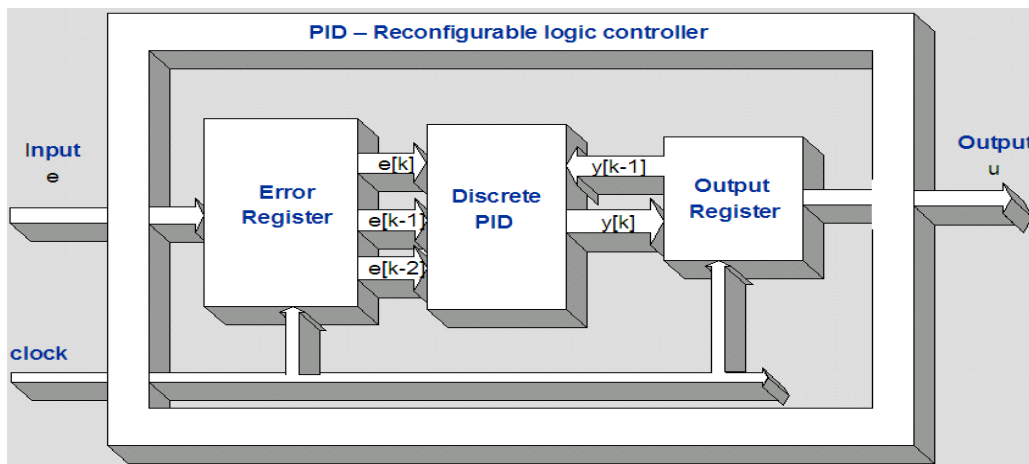 PID – Reconfigurable logic controller
Input
e
Error
Register
e[k]
e[k-1]
e[k-2]
Discrete
PID
y[k-1]
y[k]
Output
Register
Output
u
clock